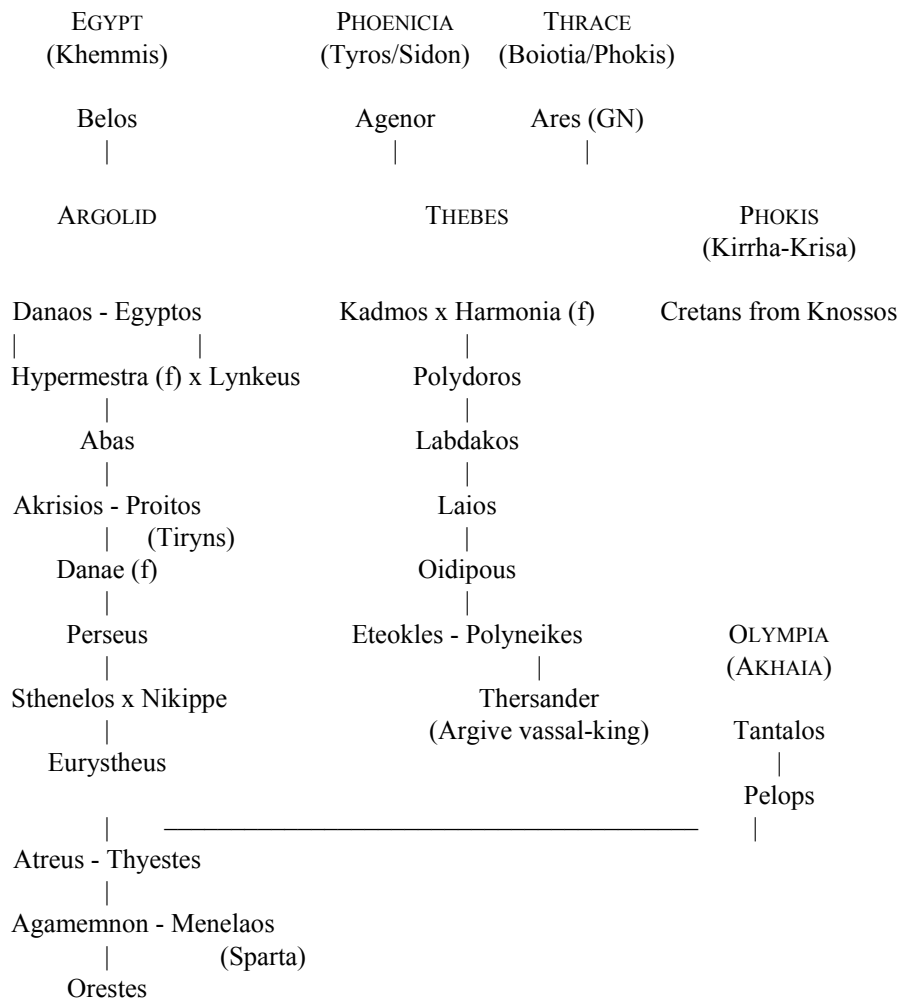 EGYPT PHOENICIA THRACE
(Khemmis) (Tyros/Sidon) (Boiotia/Phokis)
Belos Agenor Ares (GN)
ARGOLID THEBES PHOKIS
(Kirrha-Krisa)
Danaos - Egyptos Kadmos x Harmonia (f) Cretans from Knossos
Hypermestra (f) x Lynkeus Polydoros
Abas Labdakos
Akrisios - Proitos Laios
(Tiryns)
Danae (f) Oidipous
Perseus Eteokles - Polyneikes OLYMPIA
(AKHAIA)
Sthenelos x Nikippe Thersander
(Argive vassal-king) Tantalos
Eurystheus
Pelops
Atreus - Thyestes
Agamemnon - Menelaos
(Sparta)
Orestes